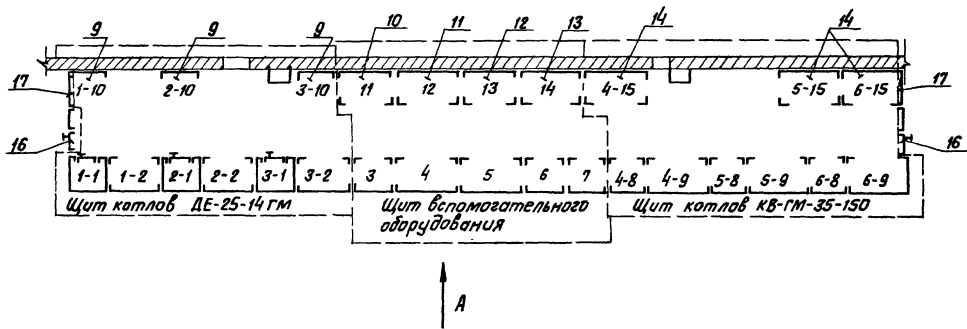 9 9 9 10 11 12 13 14 14
17 1-10 2-10 3-10 11 12 13 14 4-15 5-15 6-15 17
16 16
1-1 1-2 2-1 2-2 3-1 3-2 3 4 5 6 7 4-8 4-9 5-8 5-9 6-8 6-9
Щит котлов ДЕ-25-14ГМ Щит вспомогательного Щит котлов КВ-ГМ-35-150
оборудования
А